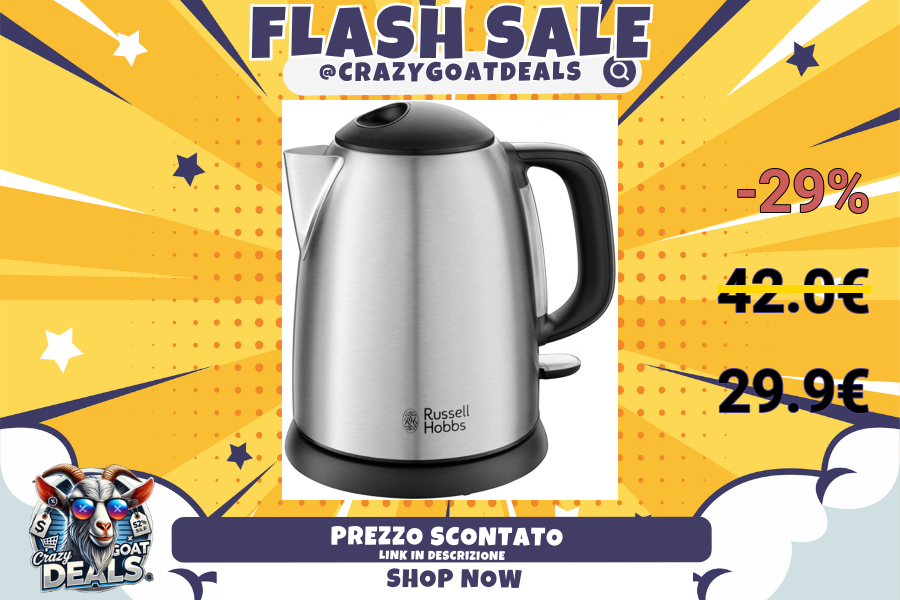 FLASH SALE
@CRAZYGOATDEALS
-29%
42.0€
29.9€
Russell
Hobbs
PREZZO SCONTATO
LINK IN DESCRIZIONE
SHOP NOW
$
52%
Crazy
GOAT
DEALS